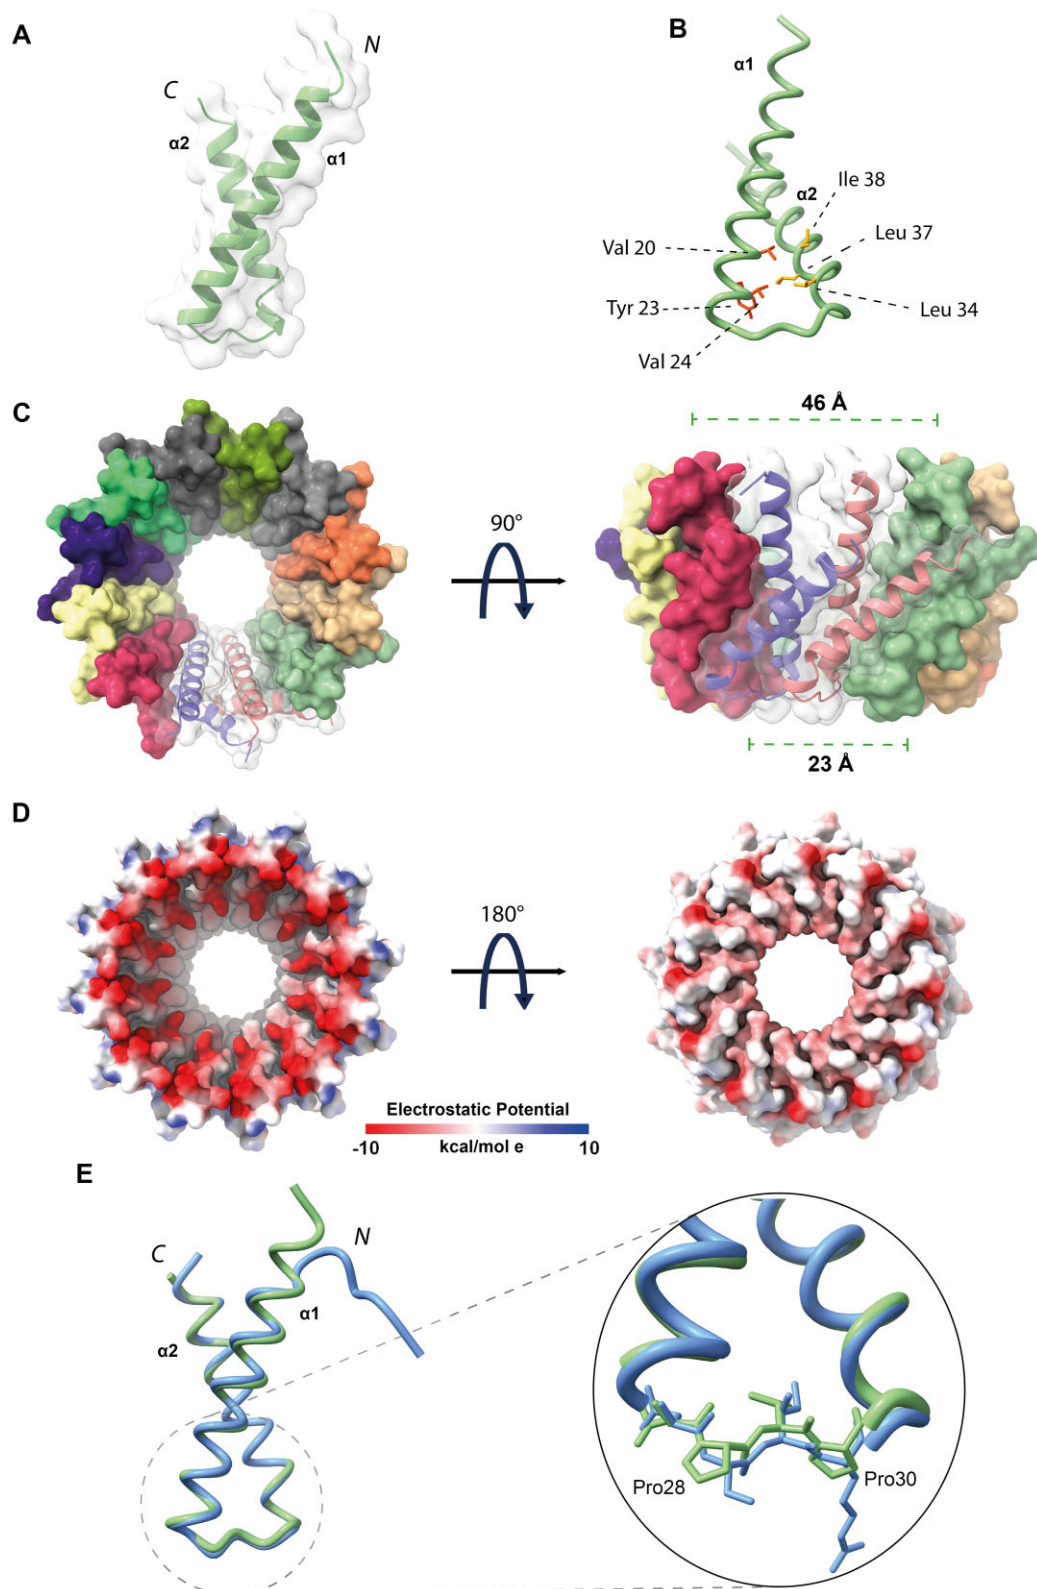 A
N
C
α2
α1
B
α1
α2
Ile 38
Val 20
Leu 37
Tyr 23
Leu 34
Val 24
C
46 Å
90°
23 Å
D
180°
Electrostatic Potential
-10 kcal/mol e 10
E
C
N
α1
α2
Pro28
Pro30